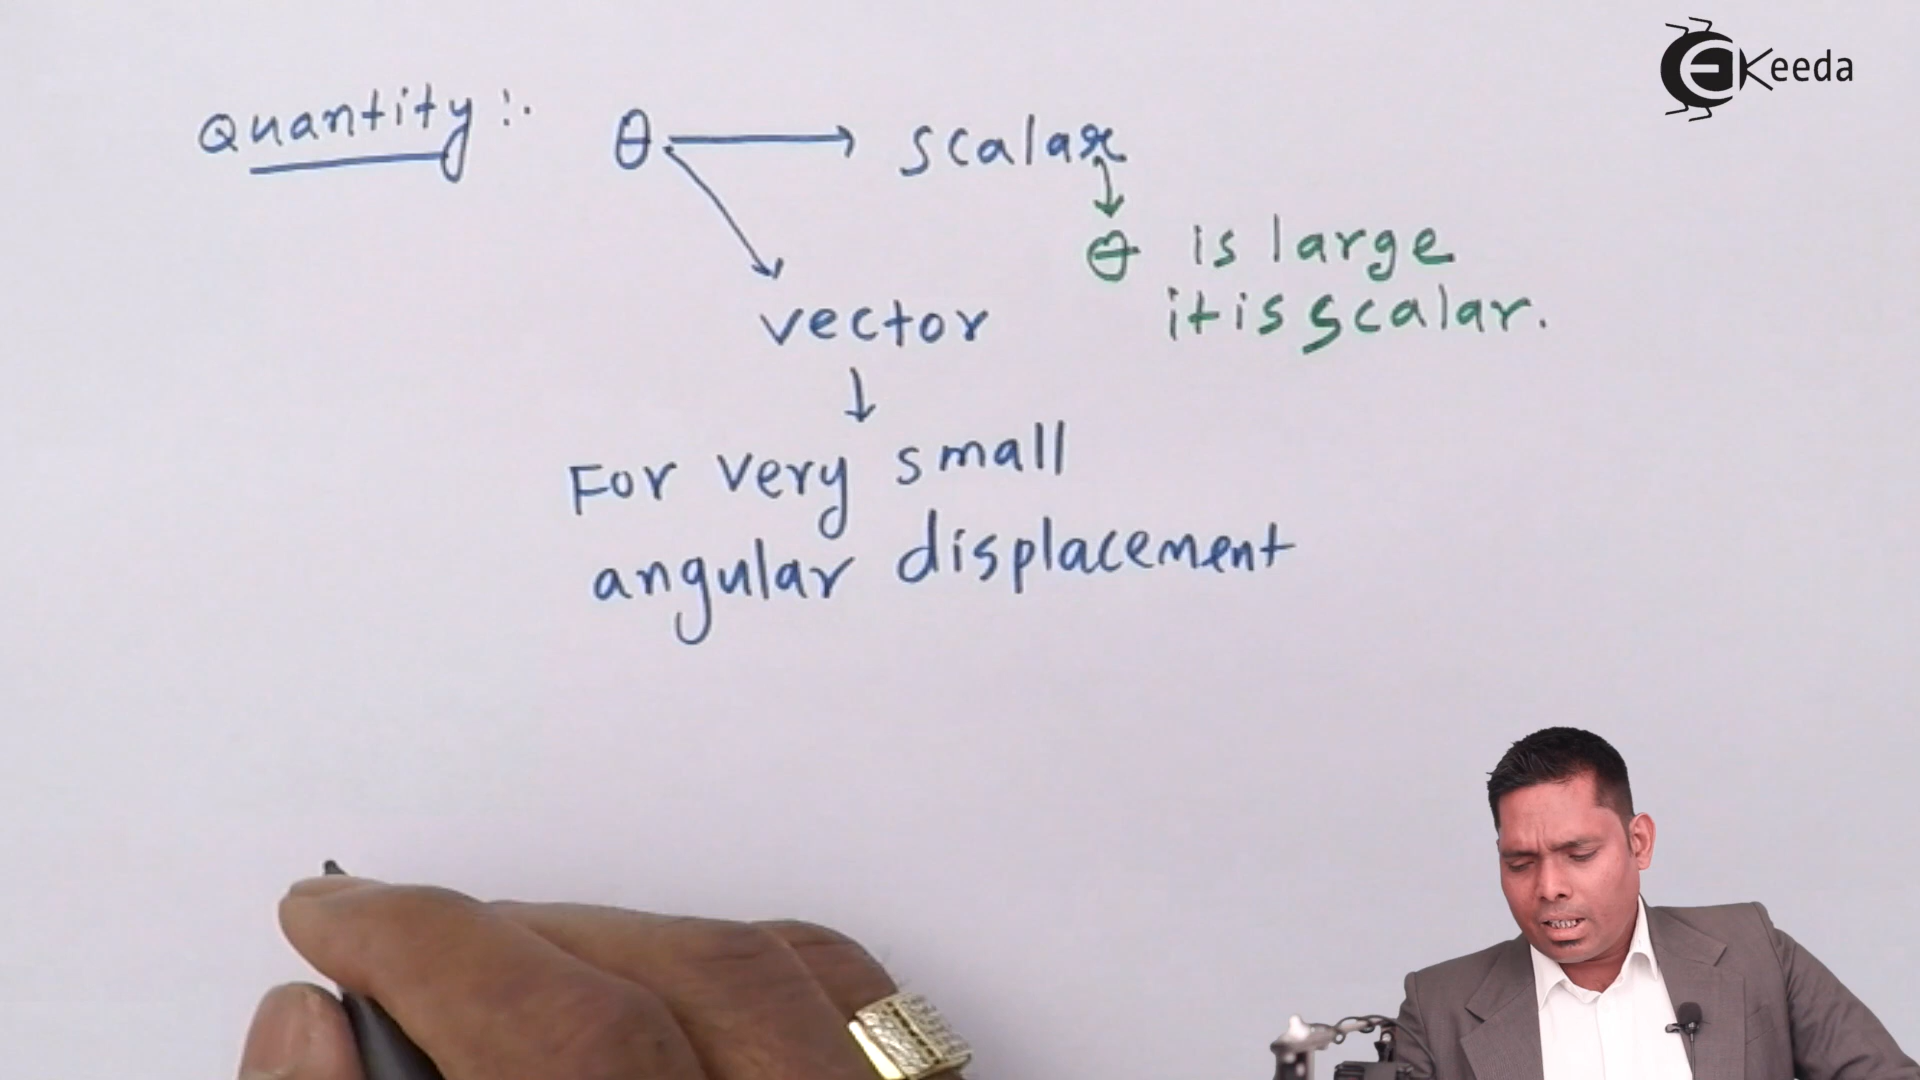 Quantity :- θ → scalar
↓
θ is large
it is scalar.
vector
↓
For very small
angular displacement
EKeeda